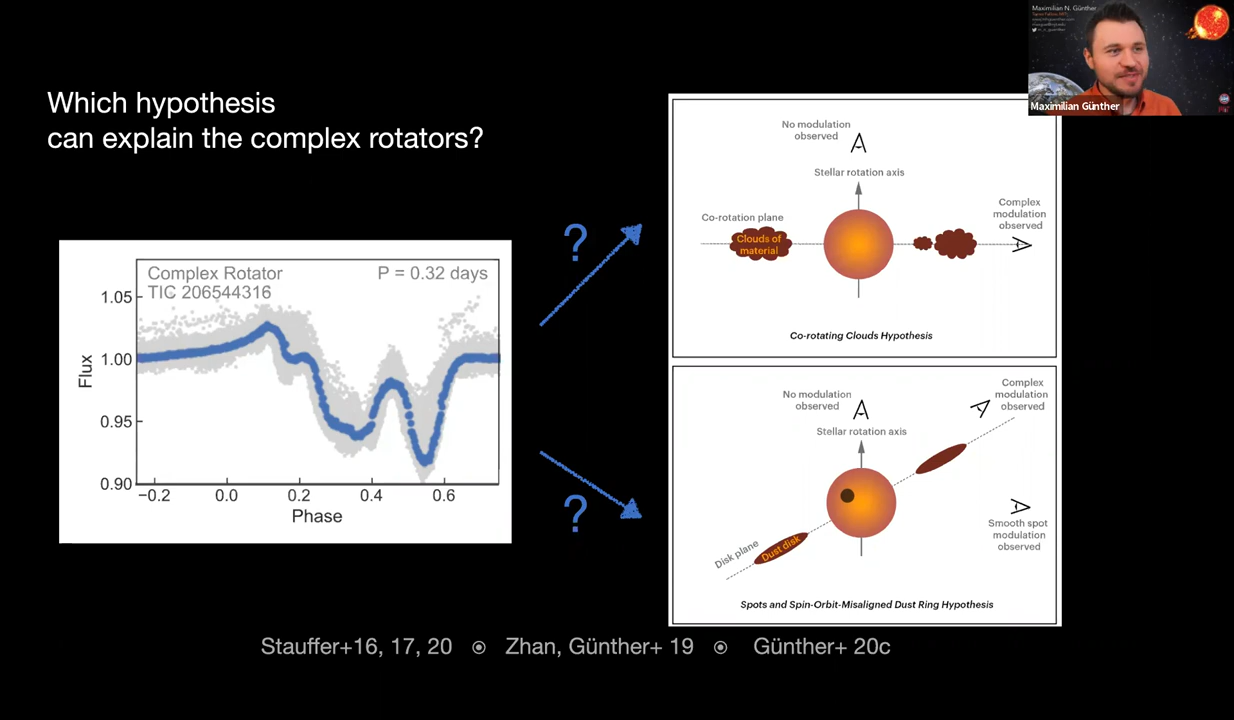 Which hypothesis
can explain the complex rotators?
Maximilian N. Günther
Maximilian Günther
Complex Rotator
P = 0.32 days
TIC 206544316
1.05
1.00
0.95
0.90
Flux
−0.2
0.0
0.2
0.4
0.6
Phase
?
?
No modulation
observed
Stellar rotation axis
Co-rotation plane
Clouds of
material
Complex
modulation
observed
Co-rotating Clouds Hypothesis
No modulation
observed
Stellar rotation axis
Complex
modulation
observed
Disk plane
Dust disk
Smooth spot
modulation
observed
Spots and Spin-Orbit-Misaligned Dust Ring Hypothesis
Stauffer+16, 17, 20 ⦿ Zhan, Günther+ 19 ⦿ Günther+ 20c